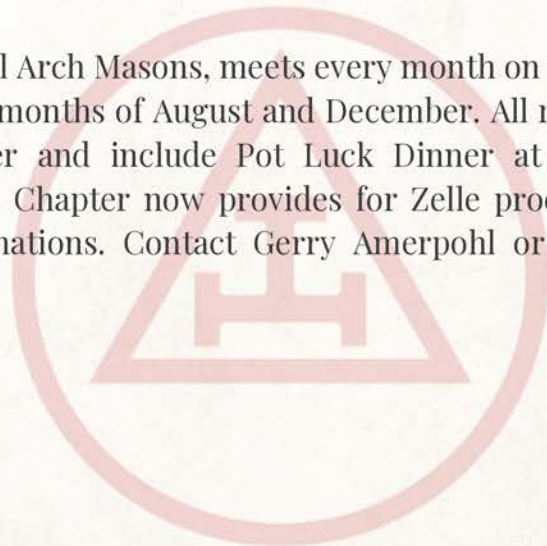 l Arch Masons, meets every month on
months of August and December. All
er and include Pot Luck Dinner at
Chapter now provides for Zelle
nations. Contact Gerry Amerpohl or